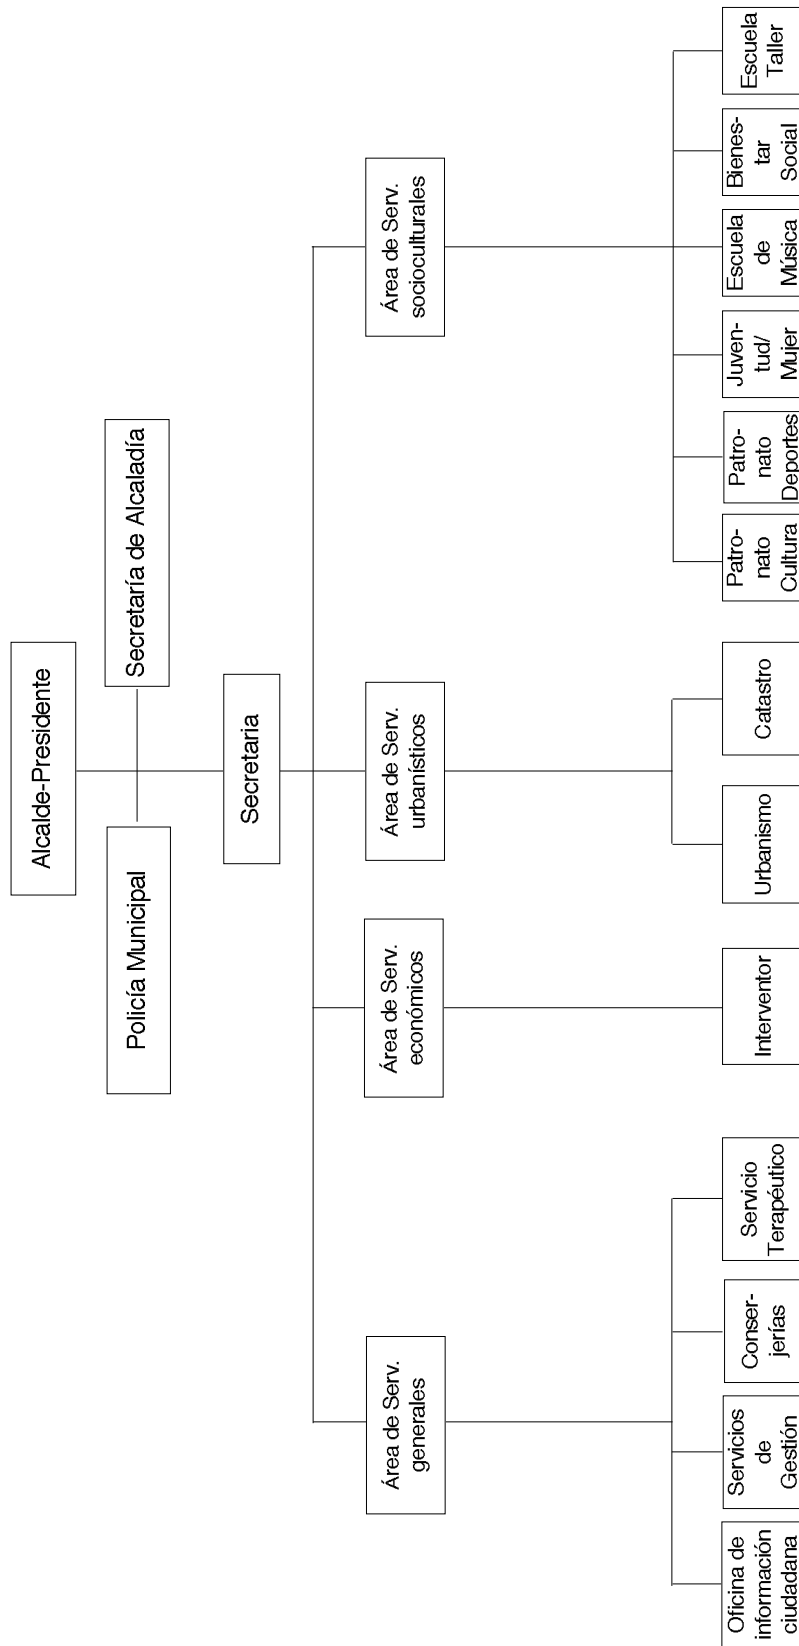 Alcalde-Presidente
Policía Municipal
Secretaría de Alcaladía
Secretaria
Área de Serv.
generales
Área de Serv.
económicos
Área de Serv.
urbanísticos
Área de Serv.
socioculturales
Oficina de
información
ciudadana
Servicios
de
Gestión
Conser-
jerías
Servicio
Terapéutico
Interventor
Urbanismo
Catastro
Patro-
nato
Cultura
Patro-
nato
Deportes
Juven-
tud/
Mujer
Escuela
de
Música
Bienes-
tar
Social
Escuela
Taller